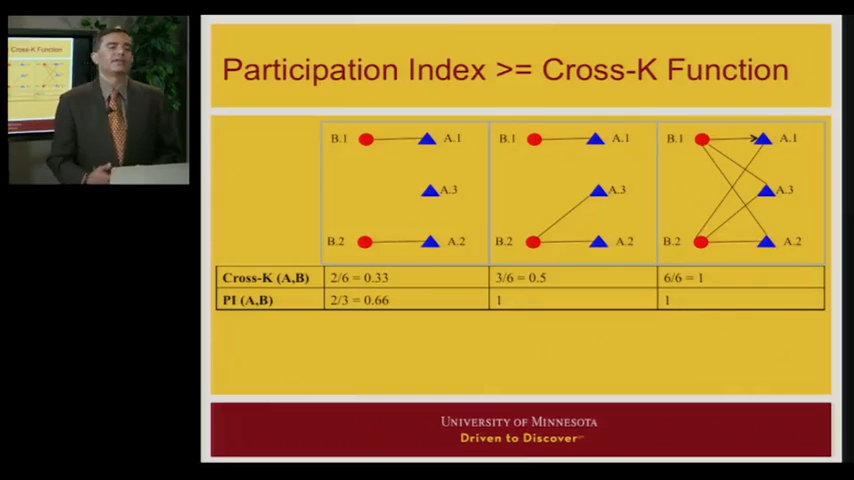 Cross-K Function
Participation Index >= Cross-K Function
B.1 A.1 B.1 A.1 B.1 A.1
A.3 A.3 A.3
B.2 A.2 B.2 A.2 B.2 A.2
Cross-K (A,B) 2/6 = 0.33 3/6 = 0.5 6/6 = 1
PI (A,B) 2/3 = 0.66 1 1
UNIVERSITY OF MINNESOTA
Driven to Discover